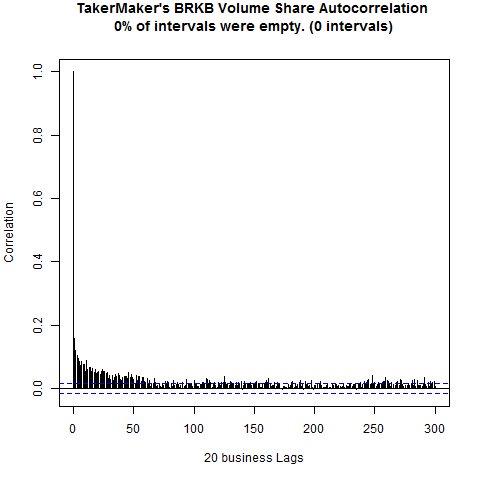 TakerMaker's BRKB Volume Share Autocorrelation
0% of intervals were empty. (0 intervals)
Correlation
1.0
0.8
0.6
0.4
0.2
0.0
0 50 100 150 200 250 300
20 business Lags